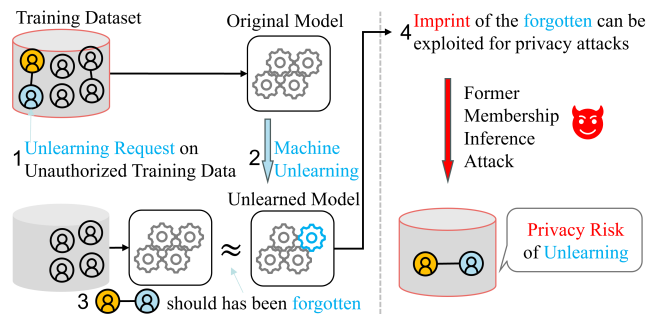 Training Dataset
Original Model
1 Unlearning Request on
Unauthorized Training Data
2 Machine
Unlearning
Unlearned Model
≈
3 should has been forgotten
4 Imprint of the forgotten can be
exploited for privacy attacks
Former
Membership
Inference
Attack
Privacy Risk
of Unlearning